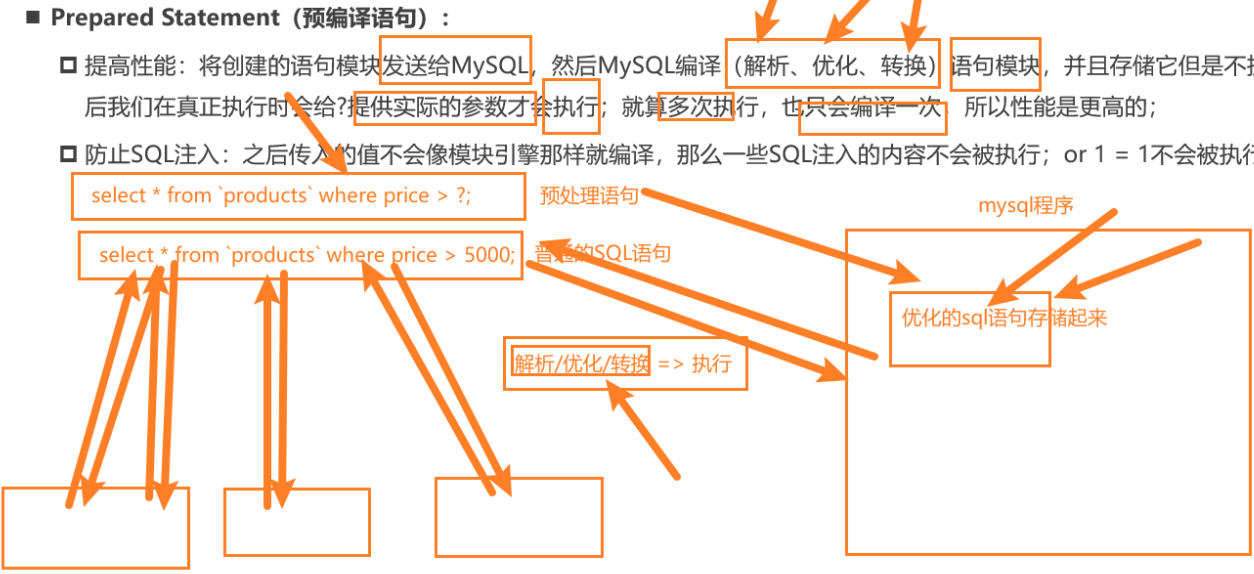 ■ Prepared Statement（预编译语句）:
提高性能：将创建的语句模块发送给MySQL，然后MySQL编译（解析、优化、转换）语句模块，并且存储它但是不
后我们在真正执行时会给?提供实际的参数才会执行；就算多次执行，也只会编译一次，所以性能是更高的；
防止SQL注入：之后传入的值不会像模块引擎那样就编译，那么一些SQL注入的内容不会被执行；or 1 = 1不会被执行
select * from `products` where price > ?;
预处理语句
mysql程序
select * from `products` where price > 5000;
普通的SQL语句
优化的sql语句存储起来
解析/优化/转换 => 执行